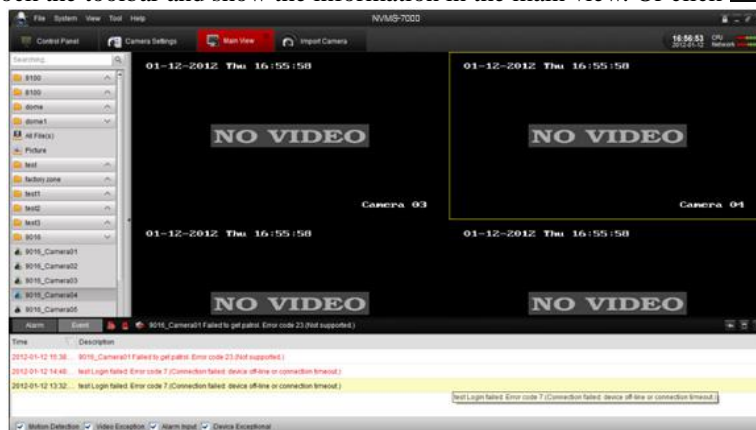 File System View Tool Help
NVMS-7000
Control Panel
Camera Settings
Main View
Import Camera
16:56:53
2012-01-12
CPU
Network
Searching...
8100
8100
dome
dome1
All File(s)
Picture
test
factory zone
test1
test2
test3
9016
9016_Camera01
9016_Camera02
9016_Camera03
9016_Camera04
9016_Camera05
01-12-2012 Thu 16:55:58
NO VIDEO
Camera 03
01-12-2012 Thu 16:55:58
NO VIDEO
Camera 04
01-12-2012 Thu 16:55:58
NO VIDEO
01-12-2012 Thu 16:55:58
NO VIDEO
Alarm
Event
9016_Camera01 Failed to get patrol. Error code 23.(Not supported.)
Time
Description
2012-01-12 15:38... 9016_Camera01 Failed to get patrol. Error code 23.(Not supported.)
2012-01-12 14:48... test Login failed. Error code 7.(Connection failed. device off-line or connection timeout.)
2012-01-12 13:32... test Login failed. Error code 7.(Connection failed. device off-line or connection timeout.)
test Login failed. Error code 7.(Connection failed. device off-line or connection timeout.)
Motion Detection
Video Exception
Alarm Input
Device Exceptional